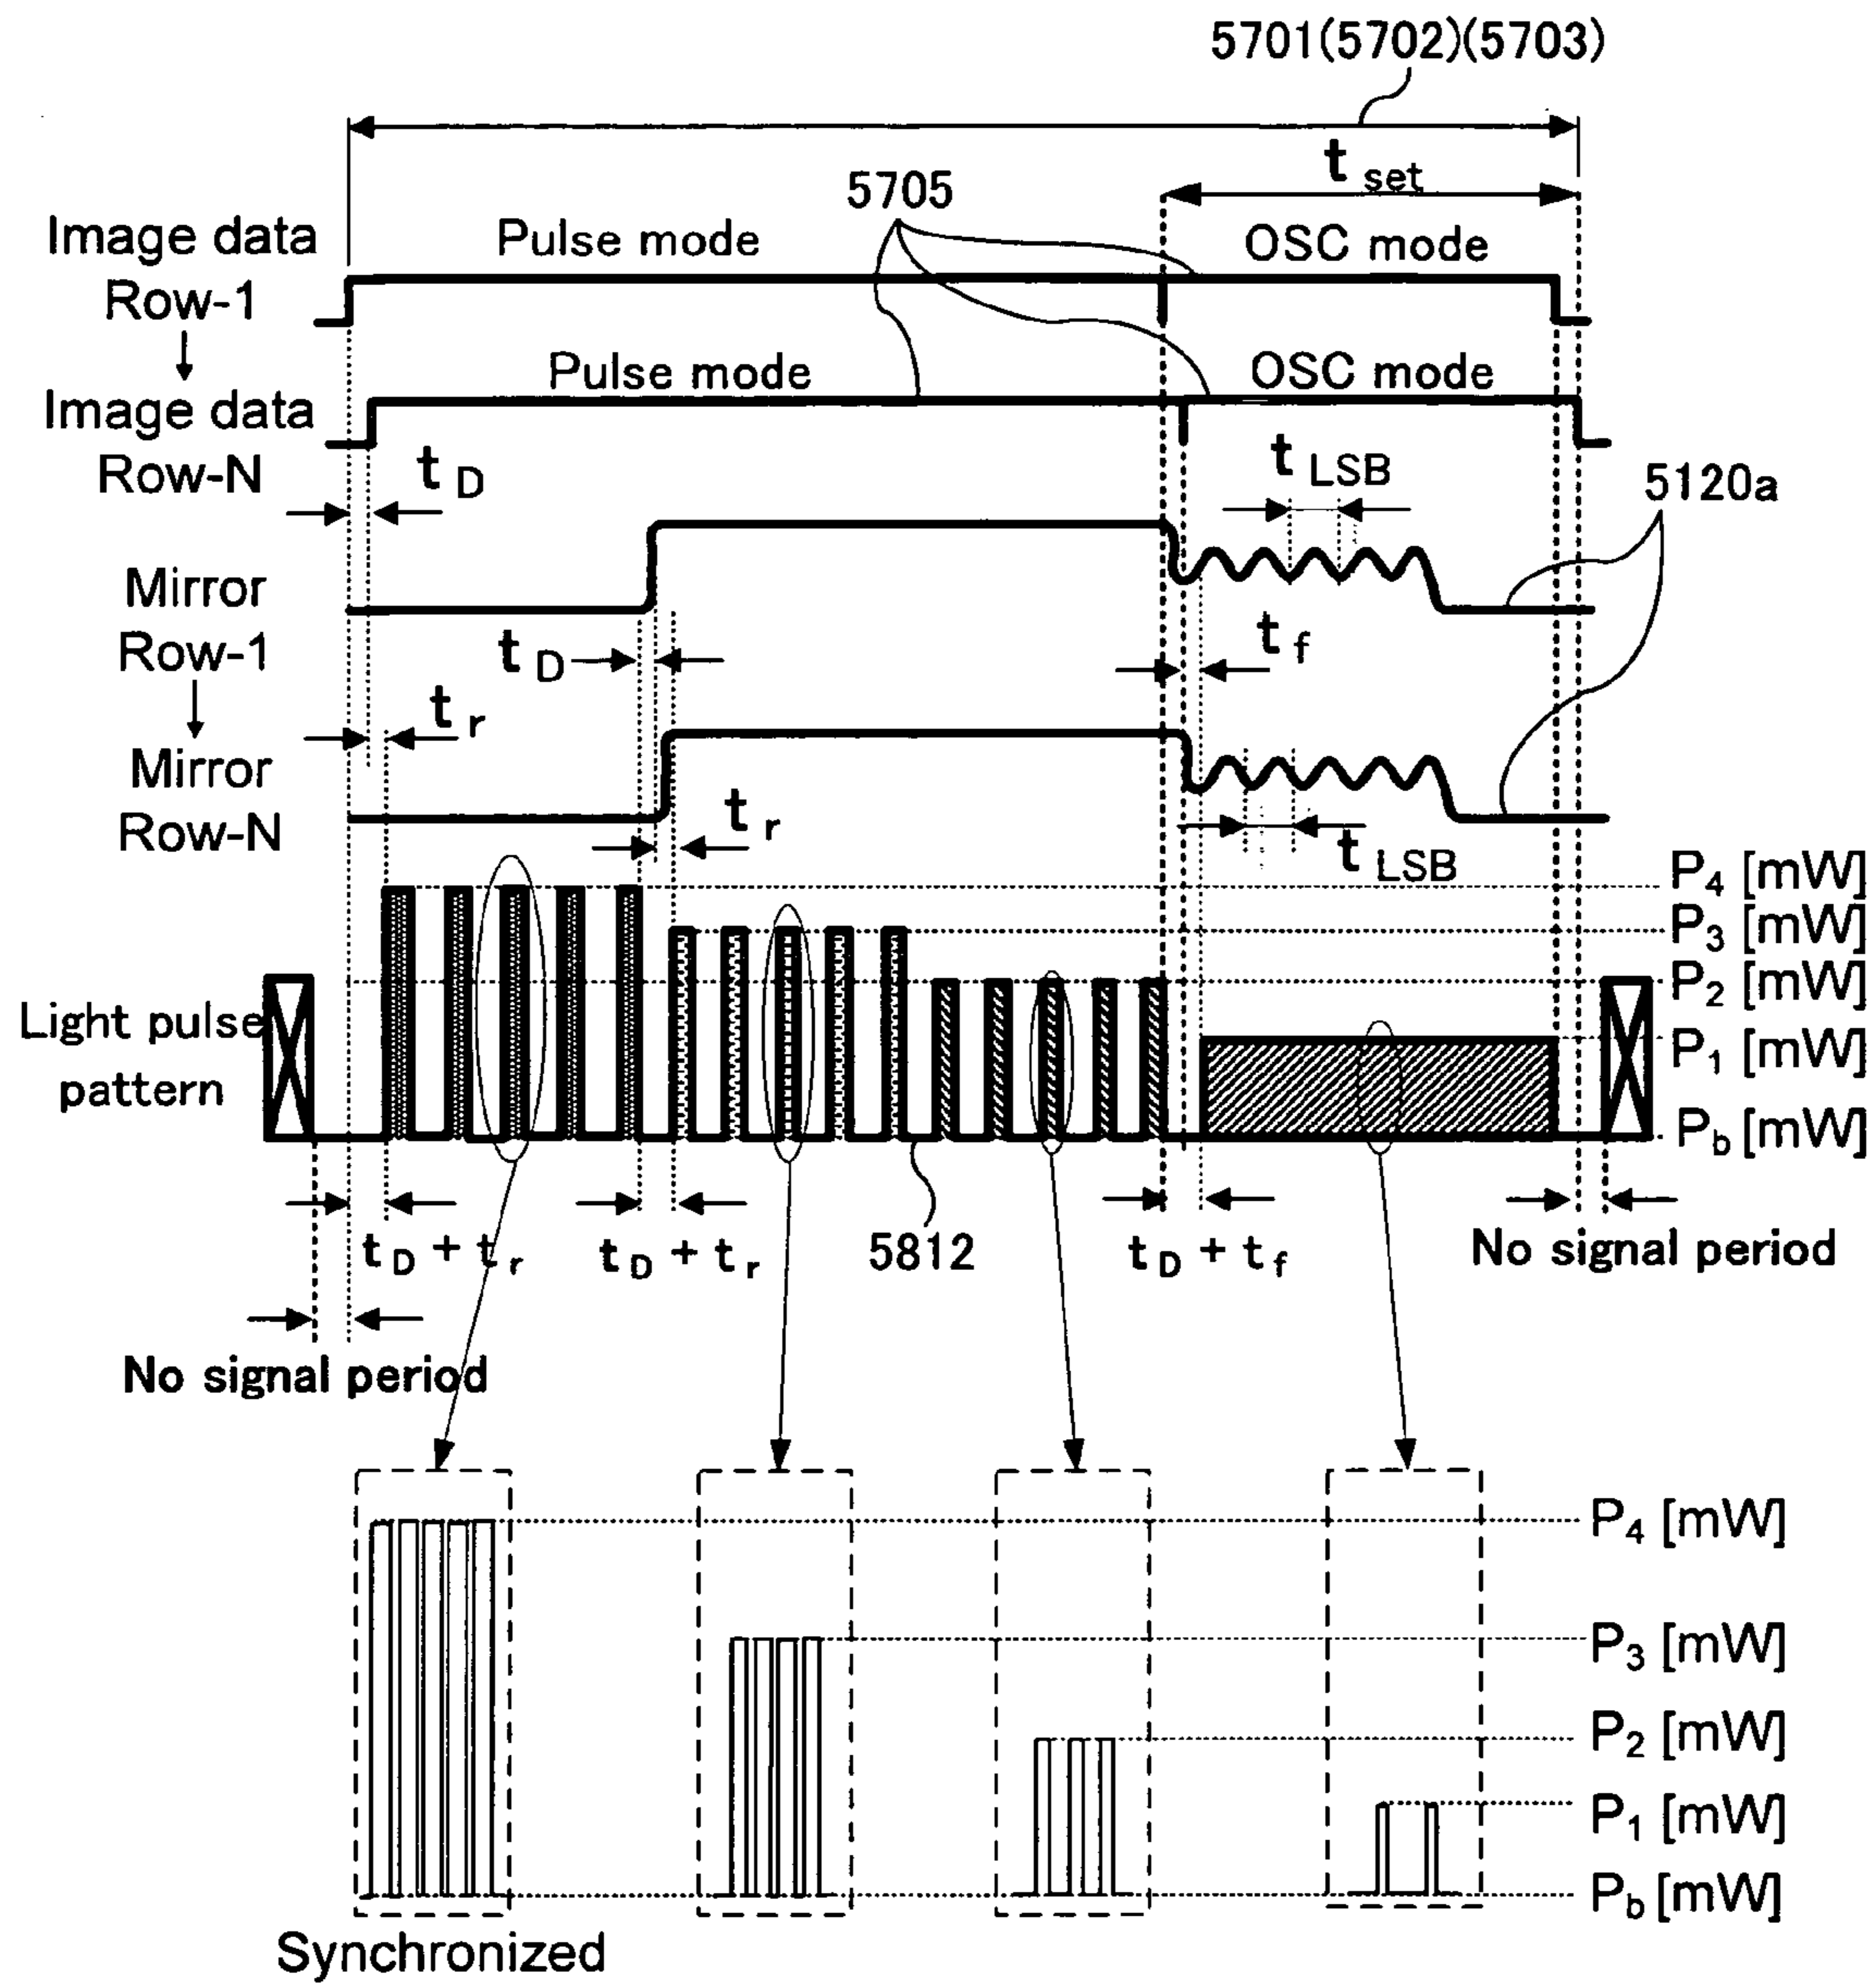 5701(5702)(5703)
t set
5705
Image data
Row-1
Pulse mode
OSC mode
Image data
Row-N
Pulse mode
OSC mode
t D
t LSB
5120a
Mirror
Row-1
t D
t f
t r
Mirror
Row-N
t r
t LSB
P4 [mW]
P3 [mW]
P2 [mW]
P1 [mW]
Pb [mW]
Light pulse
pattern
t D + t r
t D + t r
5812
t D + t f
No signal period
No signal period
P4 [mW]
P3 [mW]
P2 [mW]
P1 [mW]
Pb [mW]
Synchronized